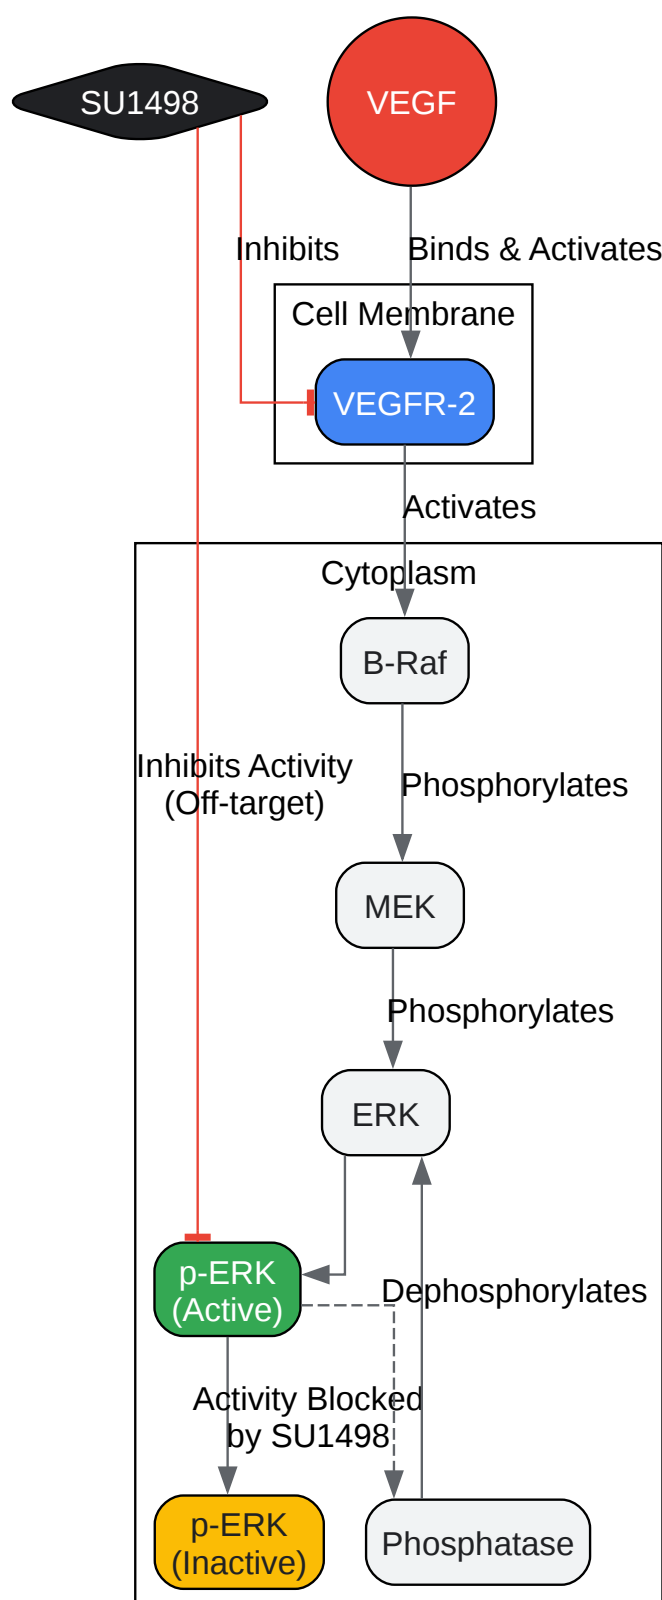 SU1498
VEGF
Inhibits
Binds & Activates
Cell Membrane
VEGFR-2
Activates
Cytoplasm
B-Raf
Inhibits Activity
(Off-target)
Phosphorylates
MEK
Phosphorylates
ERK
p-ERK
(Active)
Dephosphorylates
Activity Blocked
by SU1498
p-ERK
(Inactive)
Phosphatase